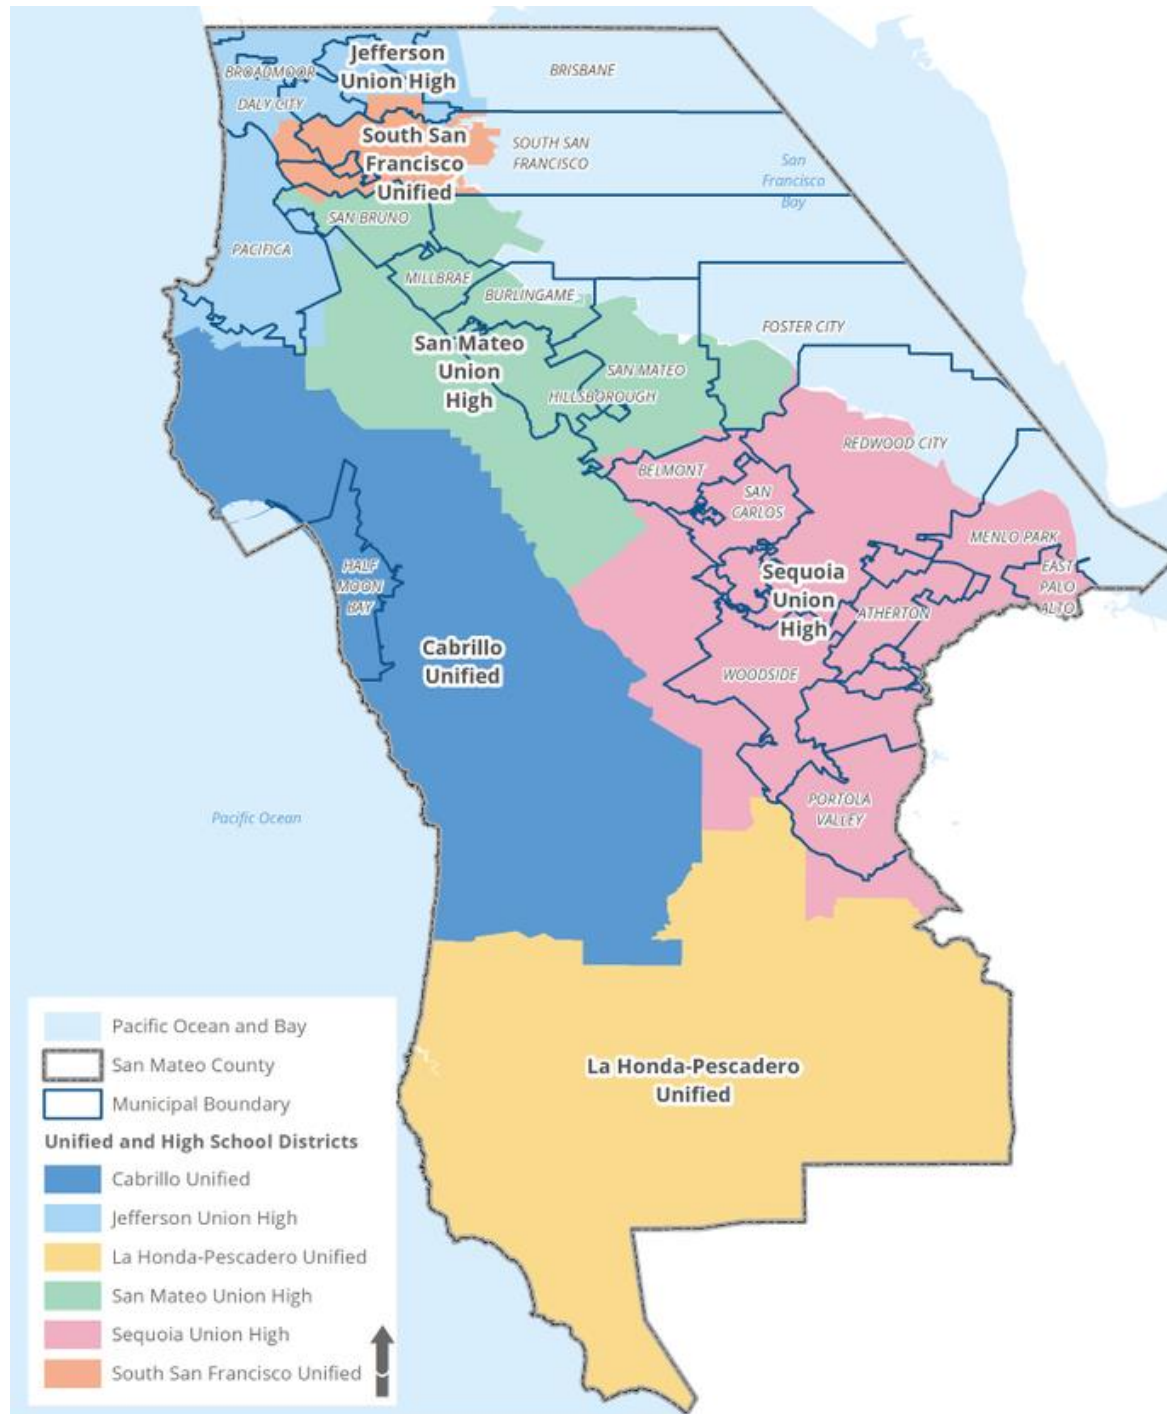 Jefferson
Union High
BROADMOOR
BRISBANE
DALY CITY
South San
Francisco
Unified
SOUTH SAN
FRANCISCO
San
Francisco
Bay
SAN BRUNO
PACIFICA
MILLBRAE
BURLINGAME
FOSTER CITY
San Mateo
Union
High
SAN MATEO
HILLSBOROUGH
REDWOOD CITY
BELMONT
SAN
CARLOS
MENLO PARK
HALF
MOON
BAY
Sequoia
Union
High
EAST
PALO
ALTO
ATHERTON
Cabrillo
Unified
WOODSIDE
PORTOLA
VALLEY
Pacific Ocean
La Honda-Pescadero
Unified
Pacific Ocean and Bay
San Mateo County
Municipal Boundary
Unified and High School Districts
Cabrillo Unified
Jefferson Union High
La Honda-Pescadero Unified
San Mateo Union High
Sequoia Union High
South San Francisco Unified